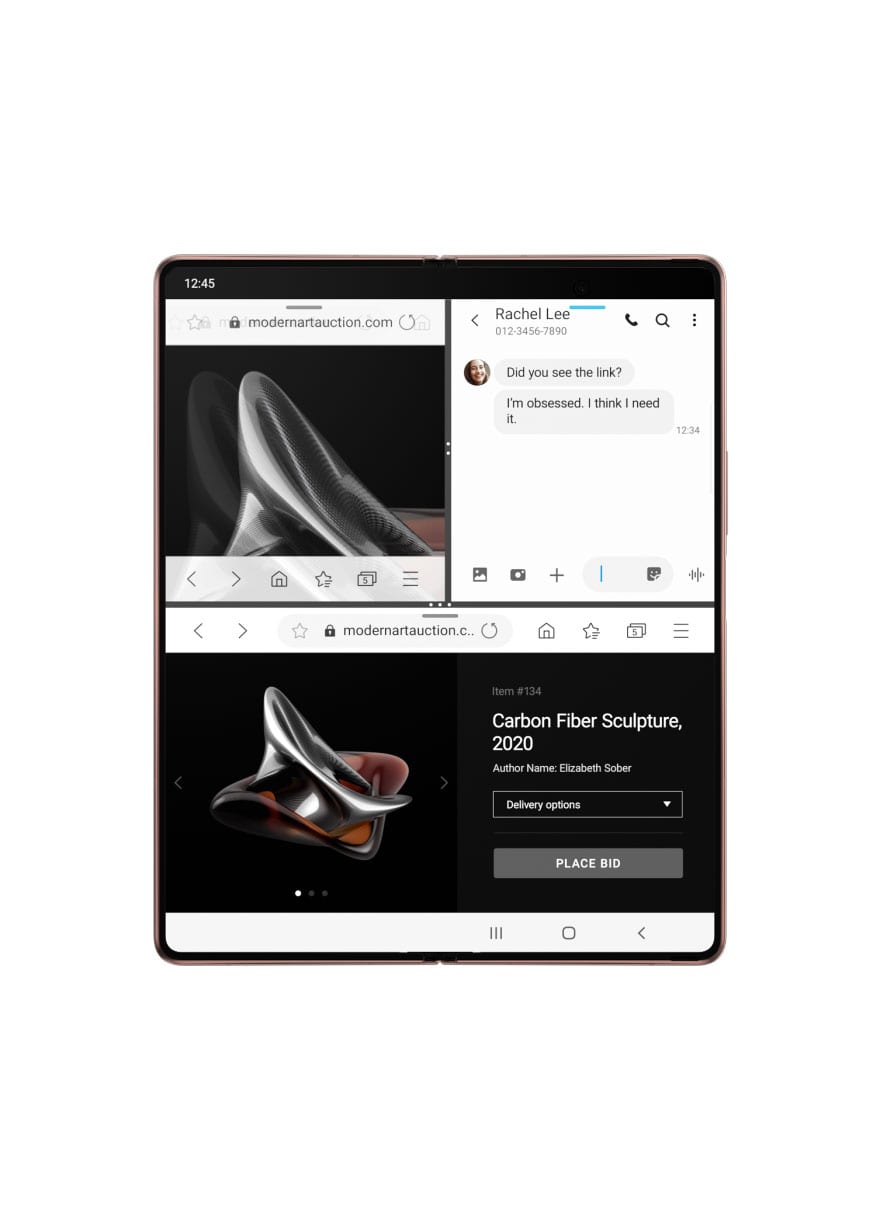 12:45
modernartauction.com
5
Rachel Lee
012-3456-7890
Did you see the link?
I'm obsessed. I think I need
it.
12:34
modernartauction.c..
5
Item #134
Carbon Fiber Sculpture,
2020
Author Name: Elizabeth Sober
Delivery options
PLACE BID